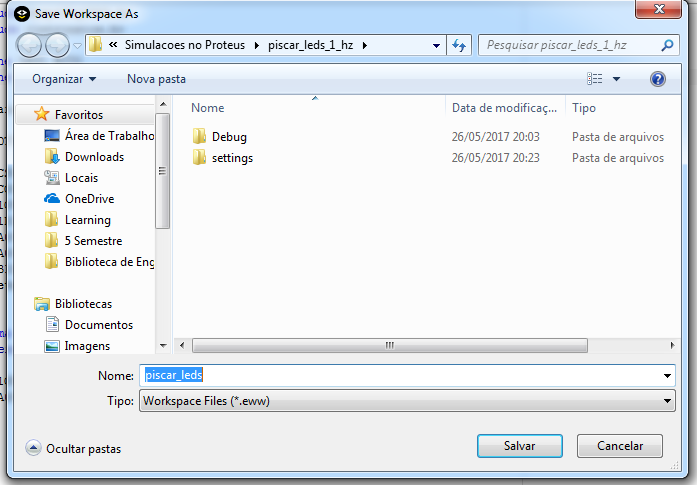 Save Workspace As
« Simulacoes no Proteus piscar_leds_1_hz
Pesquisar piscar_leds_1_hz
Organizar Nova pasta
Nome Data de modificaç... Tipo
Favoritos
Área de Trabalho
Downloads
Locais
OneDrive
Learning
5 Semestre
Biblioteca de Eng
Bibliotecas
Documentos
Imagens
Debug 26/05/2017 20:03 Pasta de arquivos
settings 26/05/2017 20:23 Pasta de arquivos
Nome: piscar_leds
Tipo: Workspace Files (*.eww)
Ocultar pastas
Salvar Cancelar